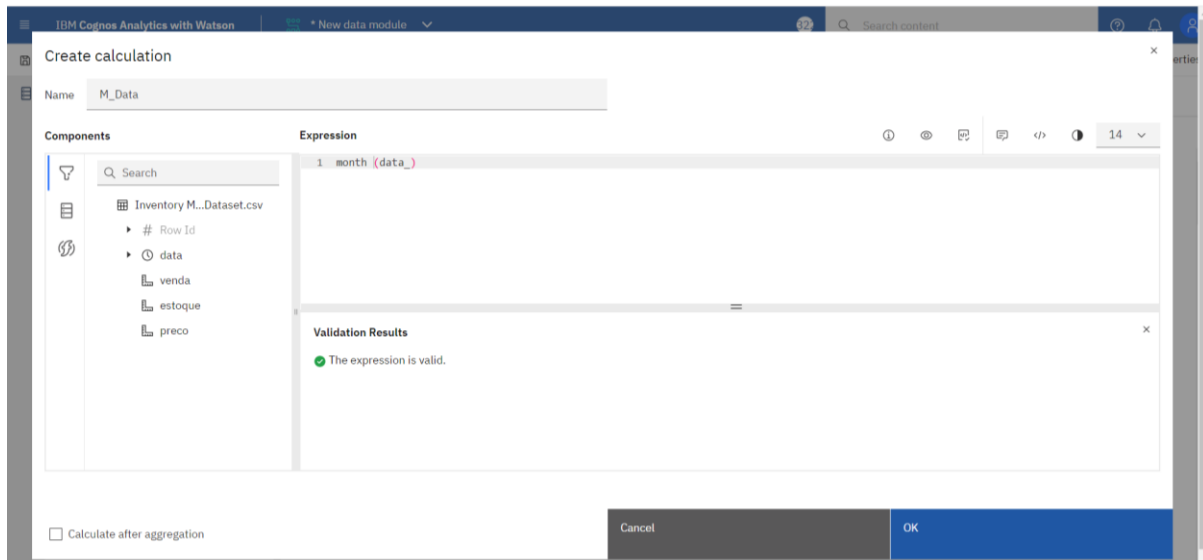 IBM Cognos Analytics with Watson
* New data module
Search content
Create calculation
ertie
Name
M_Data
Components
Expression
14
Search
1 month (data_)
Inventory M...Dataset.csv
# Row Id
data
venda
estoque
preco
Validation Results
The expression is valid.
Calculate after aggregation
Cancel
OK